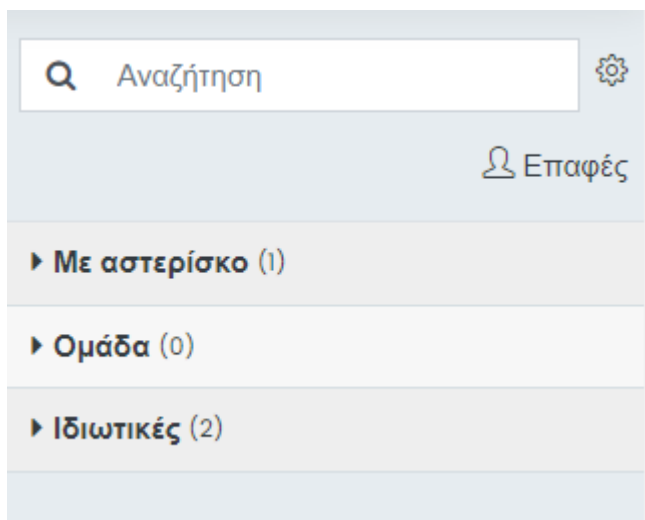 Αναζήτηση
Επαφές
Με αστερίσκο (1)
Ομάδα (0)
Ιδιωτικές (2)